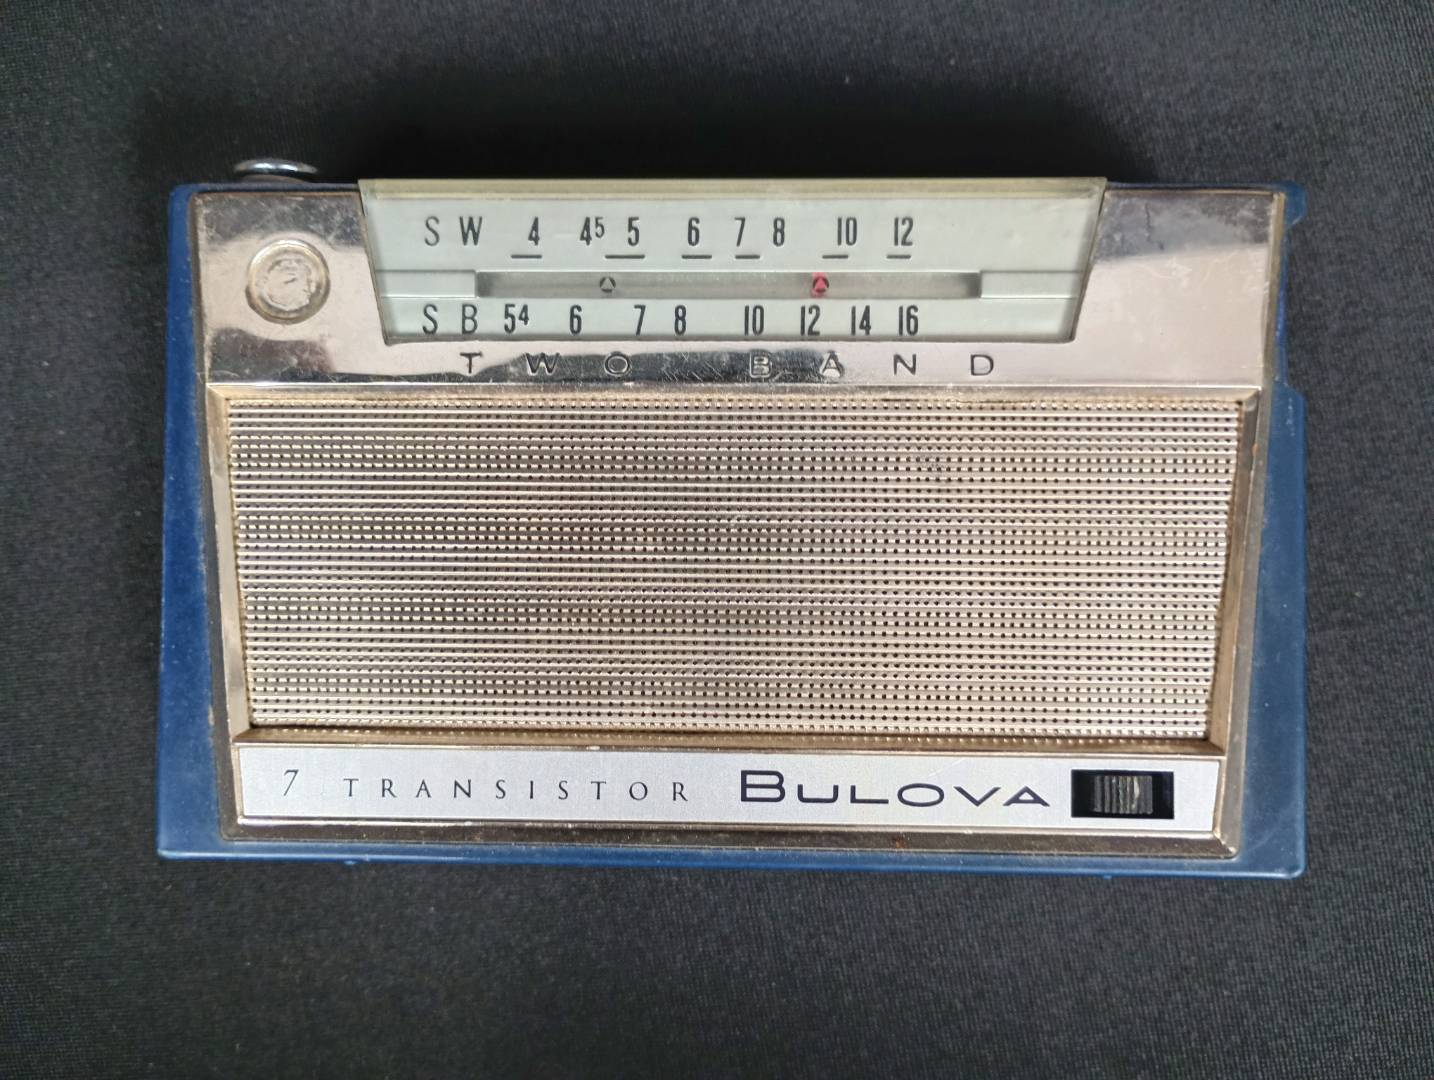 SW 4 4⁵ 5 6 7 8 10 12
SB 5⁴ 6 7 8 10 12 14 16
TWO BAND
7 TRANSISTOR BULOVA